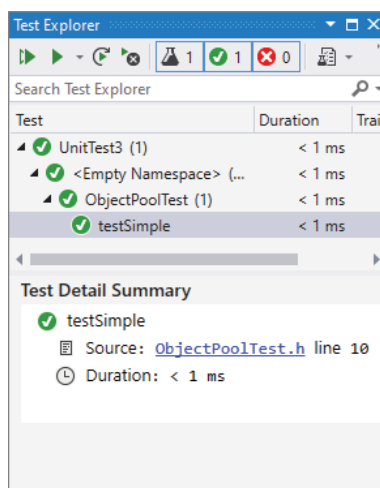 Test Explorer
1 1 0
Search Test Explorer
Test Duration Trai
UnitTest3 (1) < 1 ms
<Empty Namespace> (... < 1 ms
ObjectPoolTest (1) < 1 ms
testSimple < 1 ms
Test Detail Summary
testSimple
Source: ObjectPoolTest.h line 10
Duration: < 1 ms